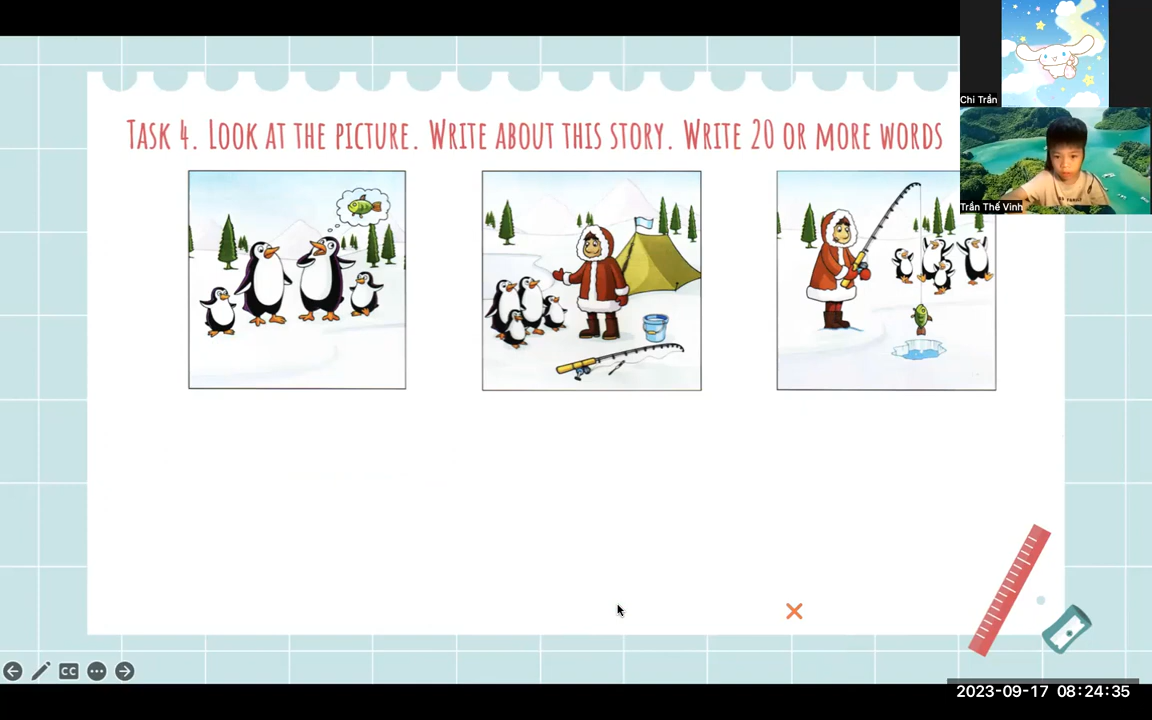 Task 4. Look at the picture. Write about this story. Write 20 or more words
Chi Trần
Trần Thế Vinh
CC
2023-09-17 08:24:35